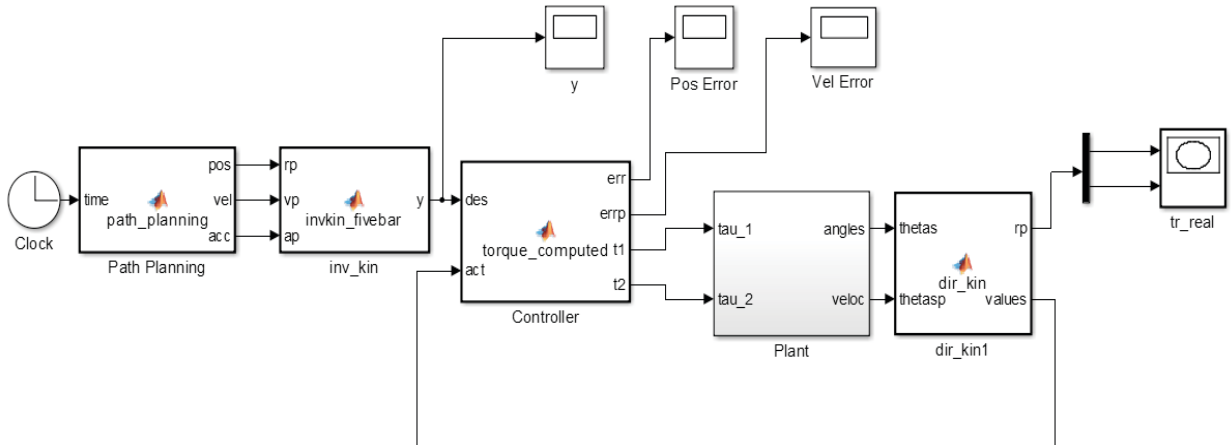 y
Pos Error
Vel Error
Clock
time
path_planning
pos
vel
acc
Path Planning
rp
vp
ap
invkin_fivebar
y
inv_kin
des
act
torque_computed
err
errp
t1
t2
Controller
tau_1
tau_2
angles
veloc
Plant
thetas
thetasp
dir_kin
rp
values
dir_kin1
tr_real